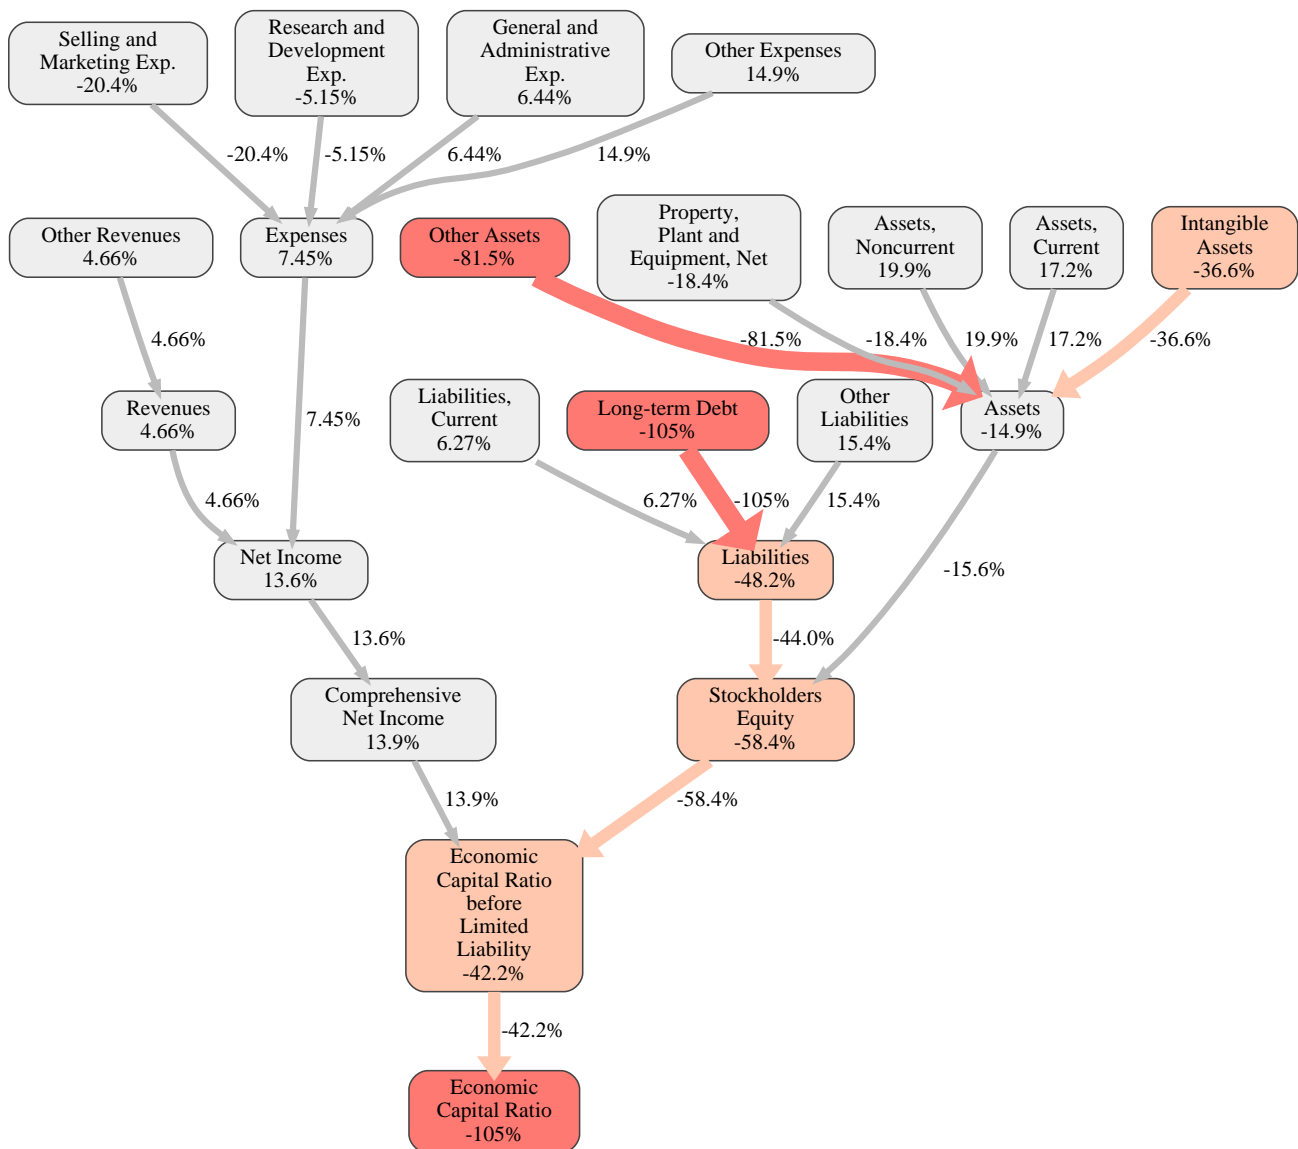 Selling and
Marketing Exp.
-20.4%
Research and
Development
Exp.
-5.15%
General and
Administrative
Exp.
6.44%
Other Expenses
14.9%
-20.4%
-5.15%
6.44%
14.9%
Other Revenues
4.66%
Expenses
7.45%
Other Assets
-81.5%
Property,
Plant and
Equipment, Net
-18.4%
Assets,
Noncurrent
19.9%
Assets,
Current
17.2%
Intangible
Assets
-36.6%
4.66%
7.45%
-81.5%
-18.4%
19.9%
17.2%
-36.6%
Revenues
4.66%
Liabilities,
Current
6.27%
Long-term Debt
-105%
Other
Liabilities
15.4%
Assets
-14.9%
4.66%
6.27%
-105%
15.4%
-15.6%
Net Income
13.6%
Liabilities
-48.2%
13.6%
-44.0%
Comprehensive
Net Income
13.9%
Stockholders
Equity
-58.4%
13.9%
-58.4%
Economic
Capital Ratio
before
Limited
Liability
-42.2%
-42.2%
Economic
Capital Ratio
-105%